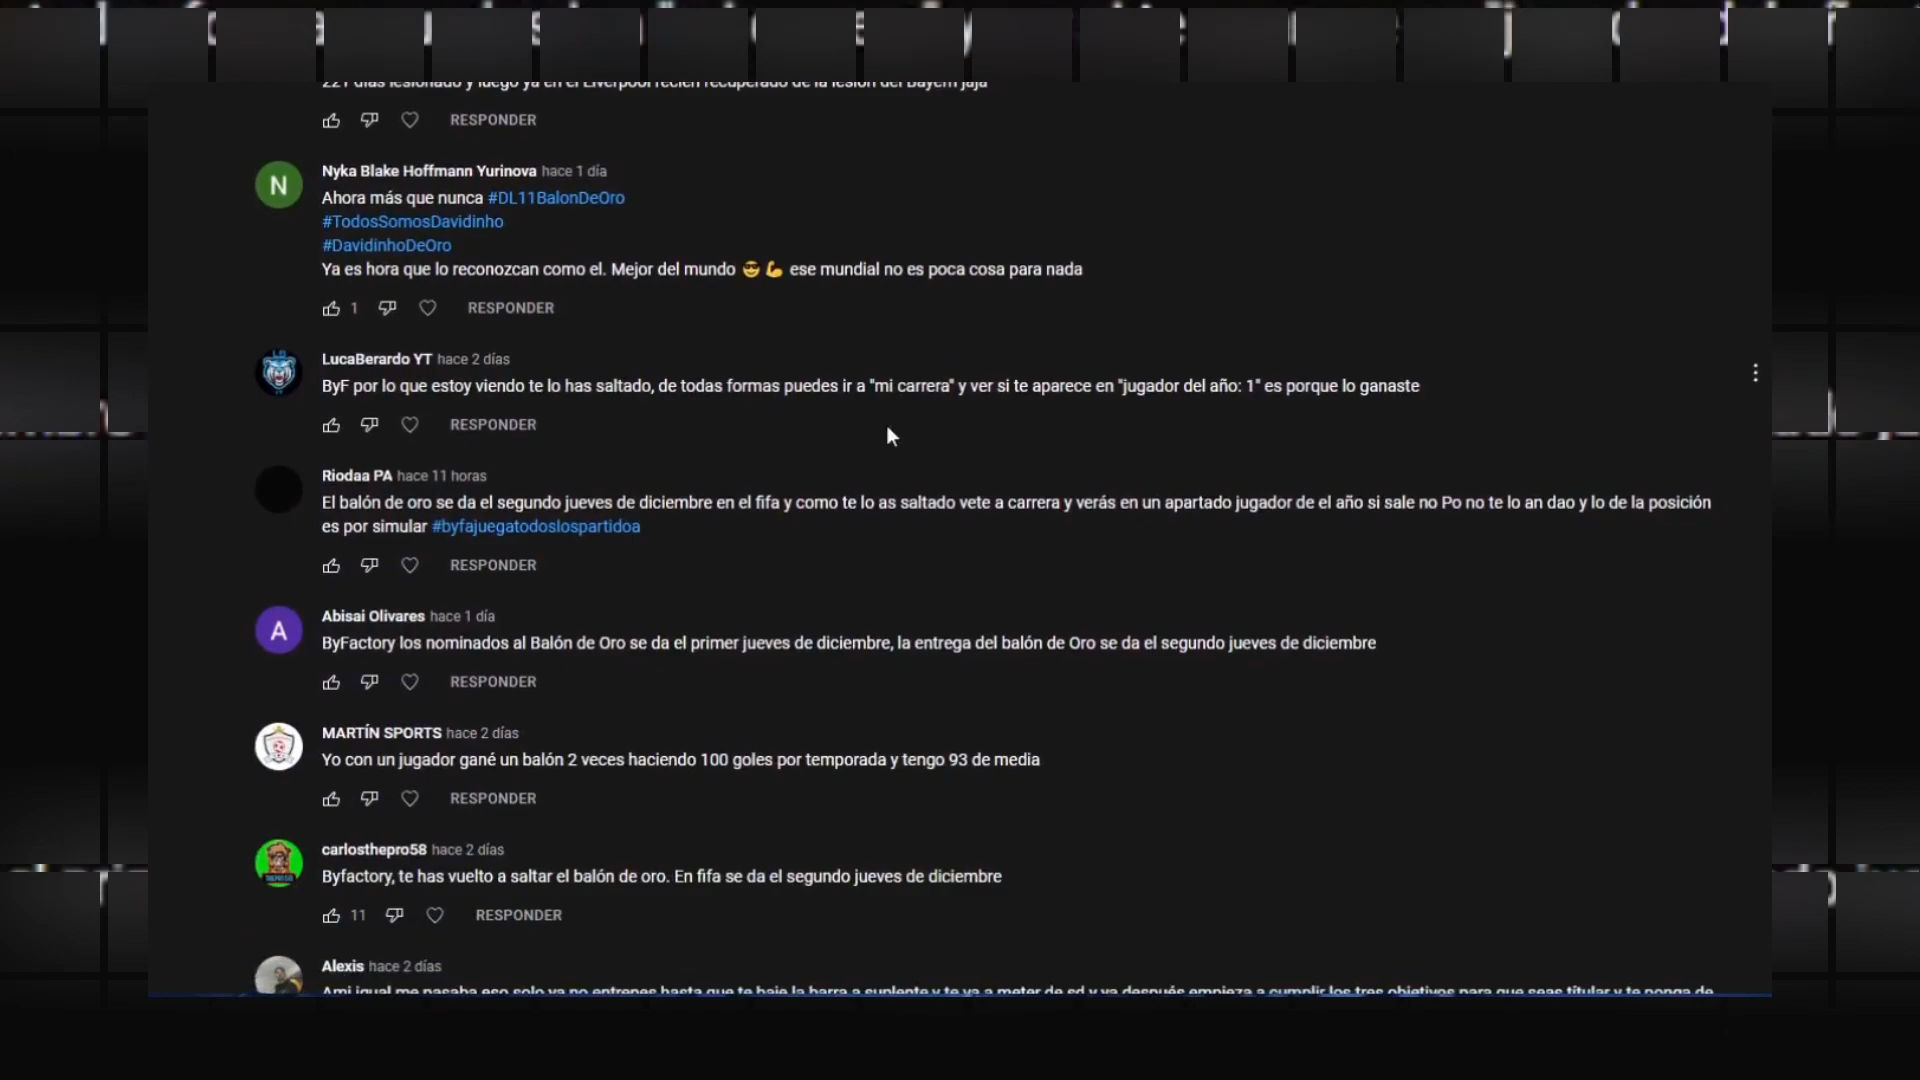 221 días lesionado y luego ya en el Liverpool recien recuperado de la lesion del Bayern jaja
RESPONDER
N
Nyka Blake Hoffmann Yurinova hace 1 día
Ahora más que nunca #DL11BalonDeOro
#TodosSomosDavidinho
#DavidinhoDeOro
Ya es hora que lo reconozcan como el. Mejor del mundo 😎 💪 ese mundial no es poca cosa para nada
1 RESPONDER
LucaBerardo YT hace 2 días
ByF por lo que estoy viendo te lo has saltado, de todas formas puedes ir a "mi carrera" y ver si te aparece en "jugador del año: 1" es porque lo ganaste
RESPONDER
Riodaa PA hace 11 horas
El balón de oro se da el segundo jueves de diciembre en el fifa y como te lo as saltado vete a carrera y verás en un apartado jugador de el año si sale no Po no te lo an dao y lo de la posición
es por simular #byfajuegatodoslospartidoa
RESPONDER
A
Abisai Olivares hace 1 día
ByFactory los nominados al Balón de Oro se da el primer jueves de diciembre, la entrega del balón de Oro se da el segundo jueves de diciembre
RESPONDER
MARTÍN SPORTS hace 2 días
Yo con un jugador gané un balón 2 veces haciendo 100 goles por temporada y tengo 93 de media
RESPONDER
carlosthepro58 hace 2 días
Byfactory, te has vuelto a saltar el balón de oro. En fifa se da el segundo jueves de diciembre
11 RESPONDER
Alexis hace 2 días
Ami igual me pasaba eso solo ya no entrenes hasta que te baje la barra a suplente y te va a meter de sd y ya después empieza a cumplir los tres objetivos para que seas títular y te ponga de